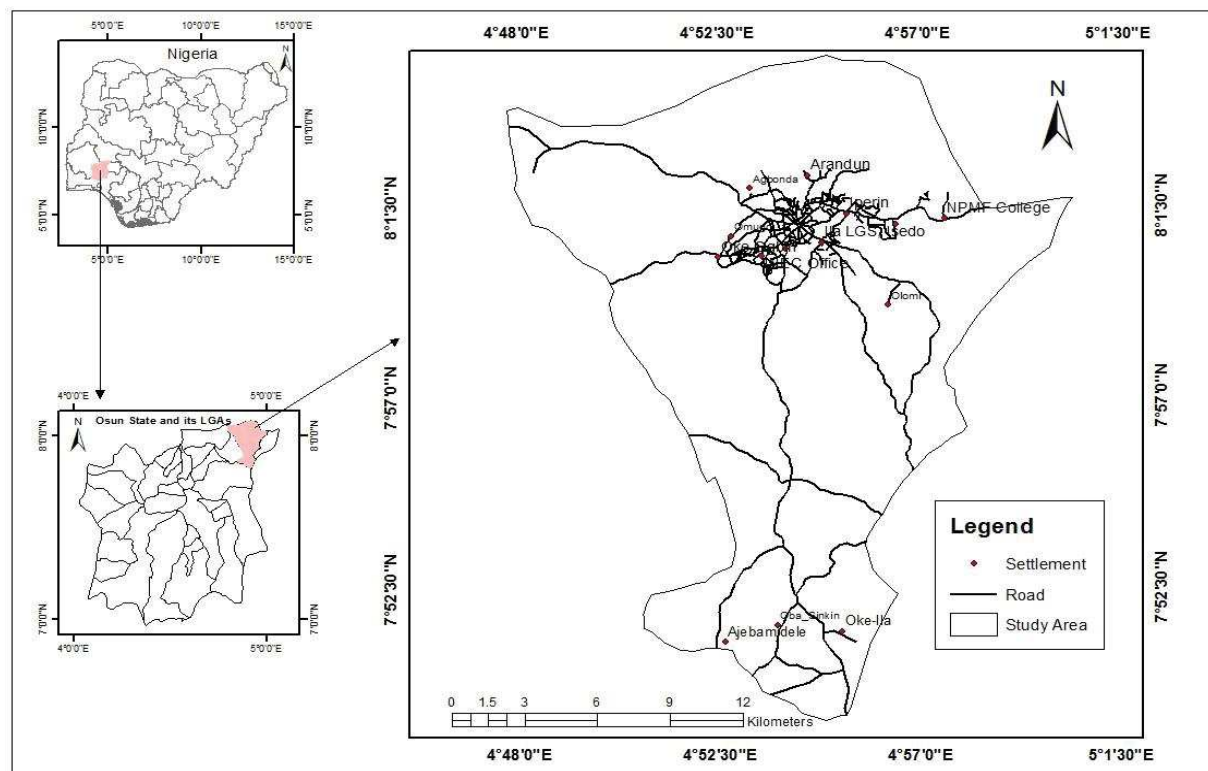 5°0'0"E 10°0'0"E 15°0'0"E
Nigeria
N
10°0'0"N
5°0'0"N
10°0'0"N
5°0'0"N
5°0'0"E 10°0'0"E 15°0'0"E
4°0'0"E 5°0'0"E
Osun State and its LGAs
N
8°0'0"N
7°0'0"N
8°0'0"N
7°0'0"N
4°0'0"E 5°0'0"E
4°48'0"E 4°52'30"E 4°57'0"E 5°1'30"E
N
8°1'30"N
7°57'0"N
7°52'30"N
8°1'30"N
7°57'0"N
7°52'30"N
Arandun
Agbonda
Iperin
NPMF College
Ila LGS
Office
Olomi
Oba_Sinkin
Oke-Ila
Ajebamidele
Legend
Settlement
Road
Study Area
0 1.5 3 6 9 12
Kilometers
4°48'0"E 4°52'30"E 4°57'0"E 5°1'30"E